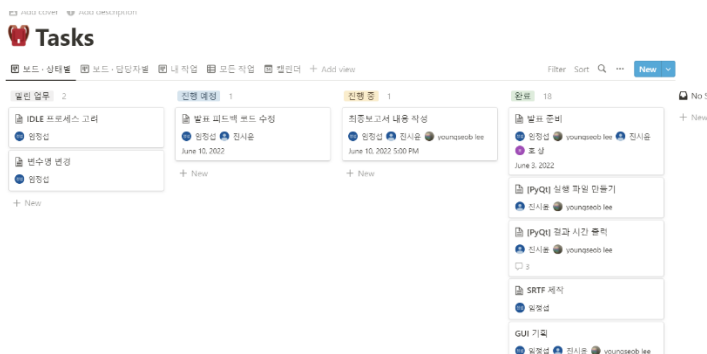 Add cover Add description
Tasks
보드 · 상태별 보드 · 담당자별 내 작업 모든 작업 캘린더 + Add view
Filter Sort ··· New
밀린 업무 2
IDLE 프로세스 고려
임정섭
변수명 변경
임정섭
+ New
진행 예정 1
발표 피드백 코드 수정
임정섭 진시윤
June 10, 2022
+ New
진행 중 1
최종보고서 내용 작성
임정섭 진시윤 youngseob lee
June 10, 2022 5:00 PM
+ New
완료 18
발표 준비
임정섭 youngseob lee 진시윤
호 상
June 3, 2022
[PyQt] 실행 파일 만들기
진시윤 youngseob lee
[PyQt] 결과 시간 출력
진시윤 youngseob lee
3
SRTF 제작
임정섭
GUI 기획
임정섭 진시윤 youngseob lee
No S
+ New